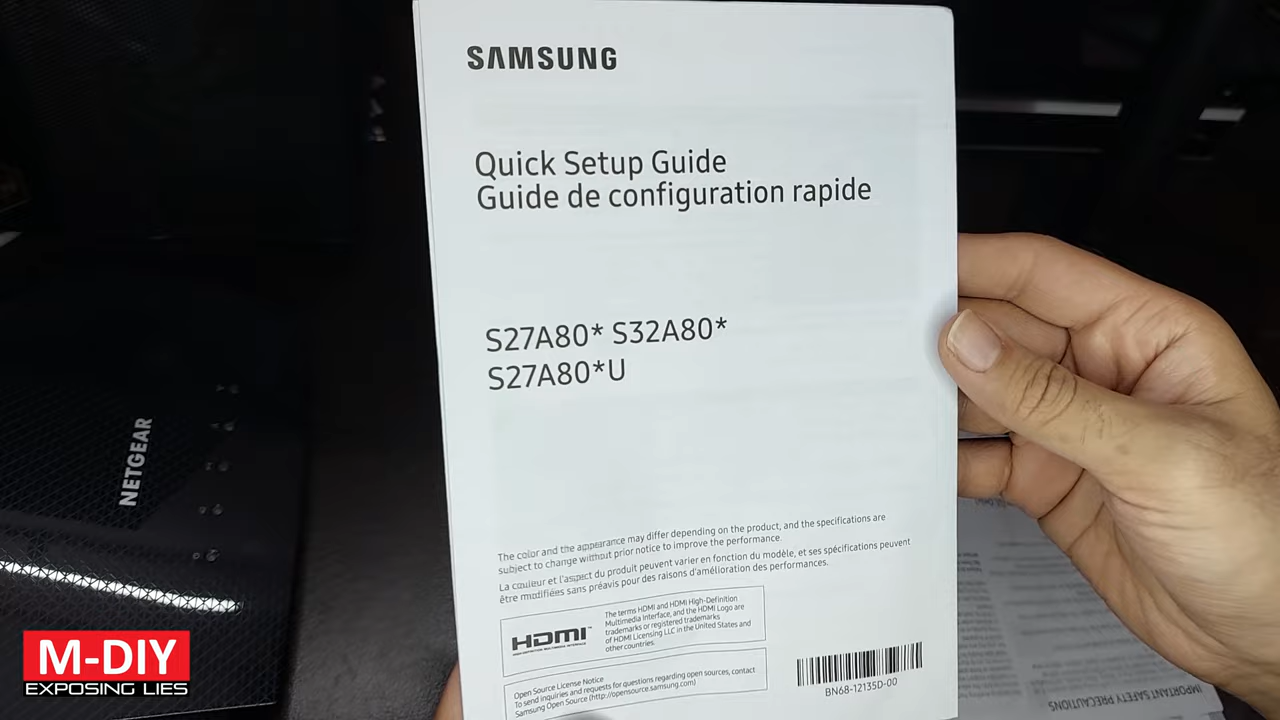 SAMSUNG
Quick Setup Guide
Guide de configuration rapide
S27A80* S32A80*
S27A80*U
The color and the appearance may differ depending on the product, and the specifications are
subject to change without prior notice to improve the performance.
La couleur et l'aspect du produit peuvent varier en fonction du modèle, et ses spécifications peuvent
être modifiées sans préavis pour des raisons d'amélioration des performances.
HDMI™
HIGH-DEFINITION MULTIMEDIA INTERFACE
The terms HDMI and HDMI High-Definition
Multimedia Interface, and the HDMI Logo are
trademarks or registered trademarks
of HDMI Licensing LLC in the United States and
other countries.
Open Source License Notice
To send inquiries and requests for questions regarding open sources, contact
Samsung Open Source (http://opensource.samsung.com)
BN68-12135D-00
NETGEAR
IMPORTANT SAFETY PRECAUTIONS
M-DIY
EXPOSING LIES